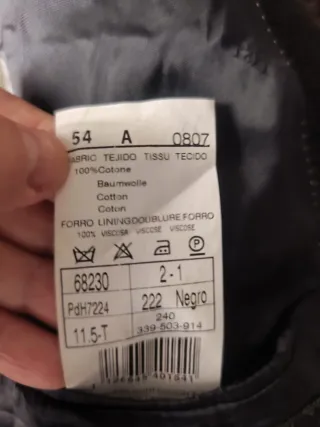 54 A 0807
FABRIC TEJIDO TISSU TECIDO
100%Cotone
Baumwolle
Cotton
Coton
FORRO LINING DOUBLURE FORRO
100% VISCOSA VISCOSE VISCOSE
P
68230 2-1
PdH7224 222 Negro
11.5-T 240
339-503-914